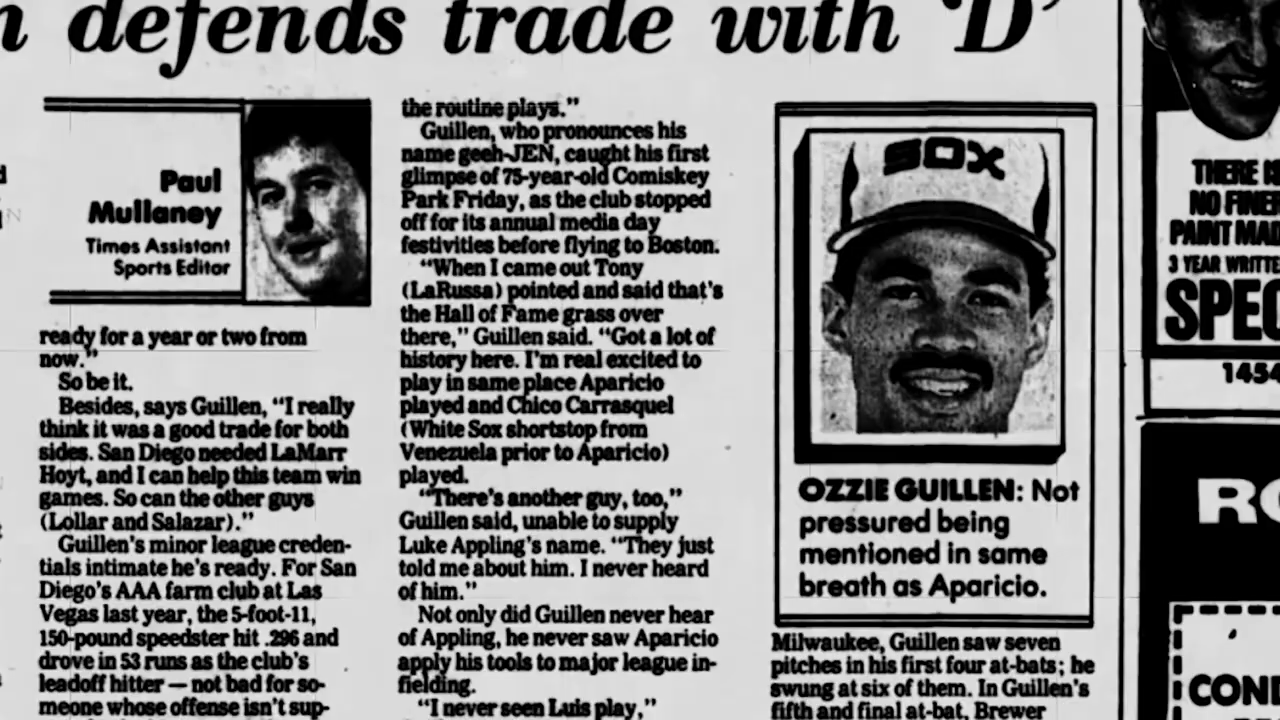 defends trade with 'D'
Paul
Mullaney
Times Assistant
Sports Editor
ready for a year or two from
now."
So be it.
Besides, says Guillen, "I really
think it was a good trade for both
sides. San Diego needed LaMarr
Hoyt, and I can help this team win
games. So can the other guys
(Lollar and Salazar)."
Guillen's minor league creden-
tials intimate he's ready. For San
Diego's AAA farm club at Las
Vegas last year, the 5-foot-11,
150-pound speedster hit .296 and
drove in 53 runs as the club's
leadoff hitter — not bad for so-
meone whose offense isn't sup-
the routine plays."
Guillen, who pronounces his
name geeh-JEN, caught his first
glimpse of 75-year-old Comiskey
Park Friday, as the club stopped
off for its annual media day
festivities before flying to Boston.
"When I came out Tony
(LaRussa) pointed and said that's
the Hall of Fame grass over
there," Guillen said. "Got a lot of
history here. I'm real excited to
play in same place Aparicio
played and Chico Carrasquel
(White Sox shortstop from
Venezuela prior to Aparicio)
played.
"There's another guy, too,"
Guillen said, unable to supply
Luke Appling's name. "They just
told me about him. I never heard
of him."
Not only did Guillen never hear
of Appling, he never saw Aparicio
apply his tools to major league in-
fielding.
"I never seen Luis play,"
SOX
OZZIE GUILLEN: Not
pressured being
mentioned in same
breath as Aparicio.
Milwaukee, Guillen saw seven
pitches in his first four at-bats; he
swung at six of them. In Guillen's
fifth and final at-bat, Brewer
THERE IS
NO FINER
PAINT MAD
3 YEAR WRITTE
SPEC
1454
RO
COND